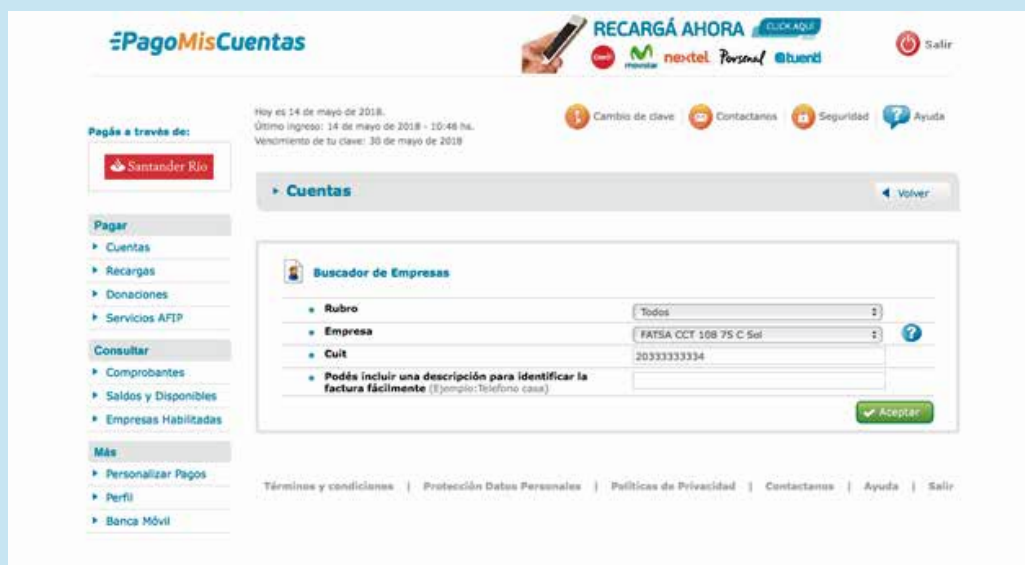 PagoMisCuentas
RECARGÁ AHORA CLICK AQUÍ
Claro movistar nextel Personal tuenti
Salir
Hoy es 14 de mayo de 2018.
Último ingreso: 14 de mayo de 2018 - 10:46 hs.
Vencimiento de tu clave: 30 de mayo de 2018
Cambio de clave
Contactanos
Seguridad
Ayuda
Pagás a través de:
Santander Río
Cuentas
Volver
Pagar
Cuentas
Recargas
Donaciones
Servicios AFIP
Consultar
Comprobantes
Saldos y Disponibles
Empresas Habilitadas
Más
Personalizar Pagos
Perfil
Banca Móvil
Buscador de Empresas
Rubro Todos
Empresa FATSA CCT 108 75 C Sol
Cuit 20333333334
Podés incluir una descripción para identificar la
factura fácilmente (Ejemplo:Telefono casa)
Aceptar
Términos y condiciones | Protección Datos Personales | Políticas de Privacidad | Contactanos | Ayuda | Salir